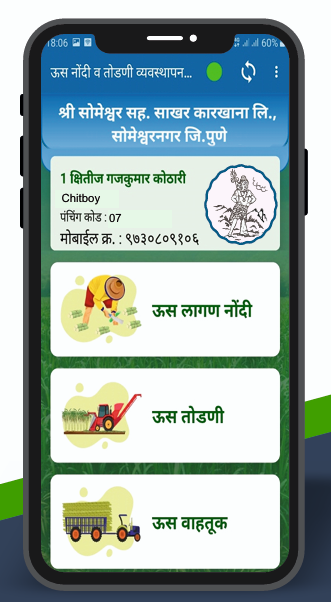 18:06 60%
ऊस नोंदी व तोडणी व्यवस्थापन...
श्री सोमेश्वर सह. साखर कारखाना लि.,
सोमेश्वरनगर जि.पुणे
1 क्षितीज गजकुमार कोठारी
Chitboy
पंचिंग कोड : 07
मोबाईल क्र. : ९७३०८०९१०६
ऊस लागण नोंदी
ऊस तोडणी
ऊस वाहतूक